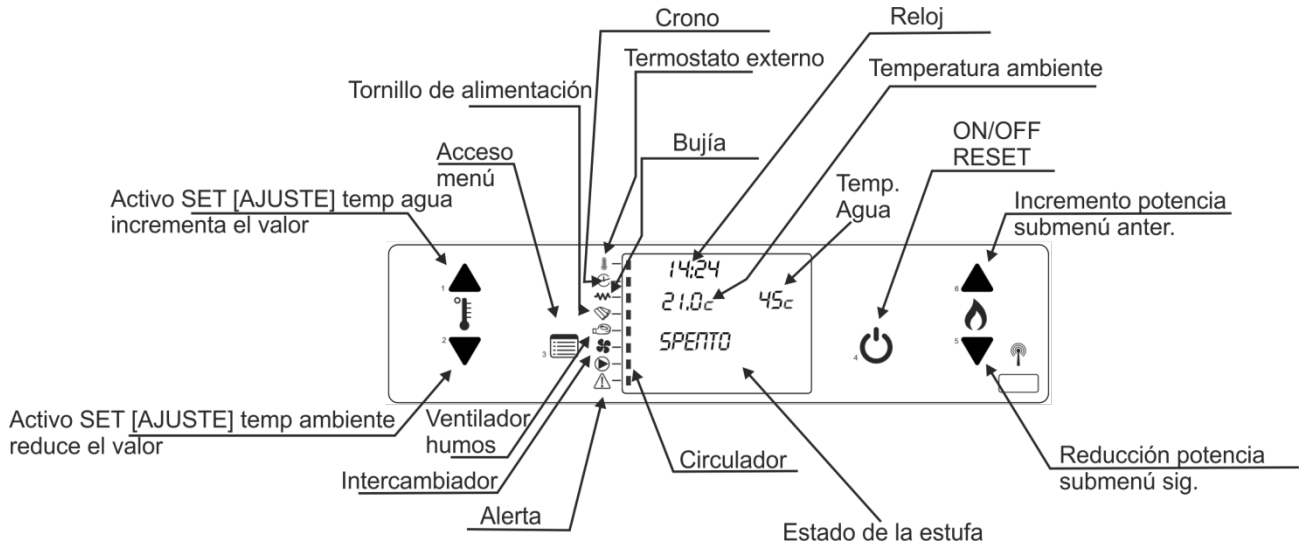 Crono
Reloj
Termostato externo
Temperatura ambiente
Tornillo de alimentación
ON/OFF
RESET
Bujía
Acceso
menú
Temp.
Agua
Activo SET [AJUSTE] temp agua
incrementa el valor
Incremento potencia
submenú anter.
14:24
21.0c
45c
SPENTO
1
2
3
4
6
5
Activo SET [AJUSTE] temp ambiente
reduce el valor
Ventilador
humos
Circulador
Reducción potencia
submenú sig.
Intercambiador
Alerta
Estado de la estufa